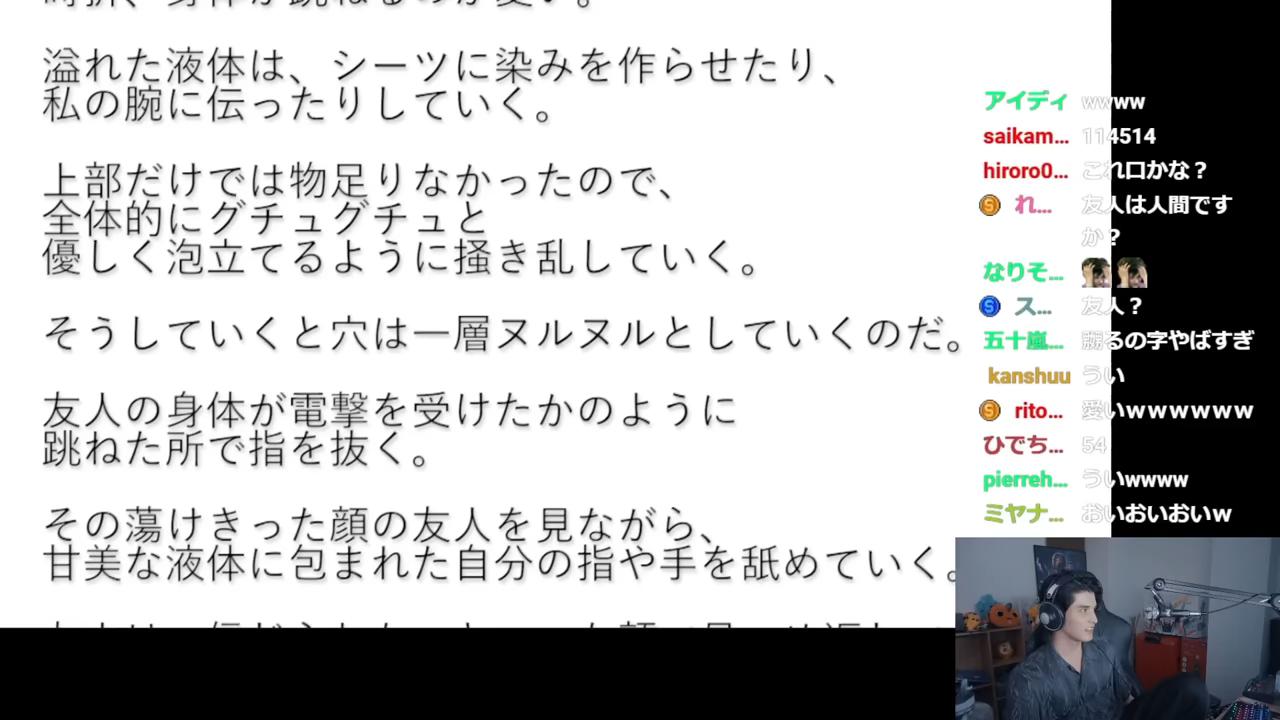 時折、身体が跳ねるのが愛い。
溢れた液体は、シーツに染みを作らせたり、
私の腕に伝ったりしていく。
上部だけでは物足りなかったので、
全体的にグチュグチュと
優しく泡立てるように掻き乱していく。
そうしていくと穴は一層ヌルヌルとしていくのだ。
友人の身体が電撃を受けたかのように
跳ねた所で指を抜く。
その蕩けきった顔の友人を見ながら、
甘美な液体に包まれた自分の指や手を舐めていく。
アイディ wwww
saikam... 114514
hiroro0... これ口かな？
れ... 友人は人間です
か？
なりそ...
ス... 友人？
五十嵐... 嬲るの字やばすぎ
kanshuu うい
rito... 愛いwwwwww
ひでち... 54
pierreh... ういwwww
ミヤナ... おいおいおいw